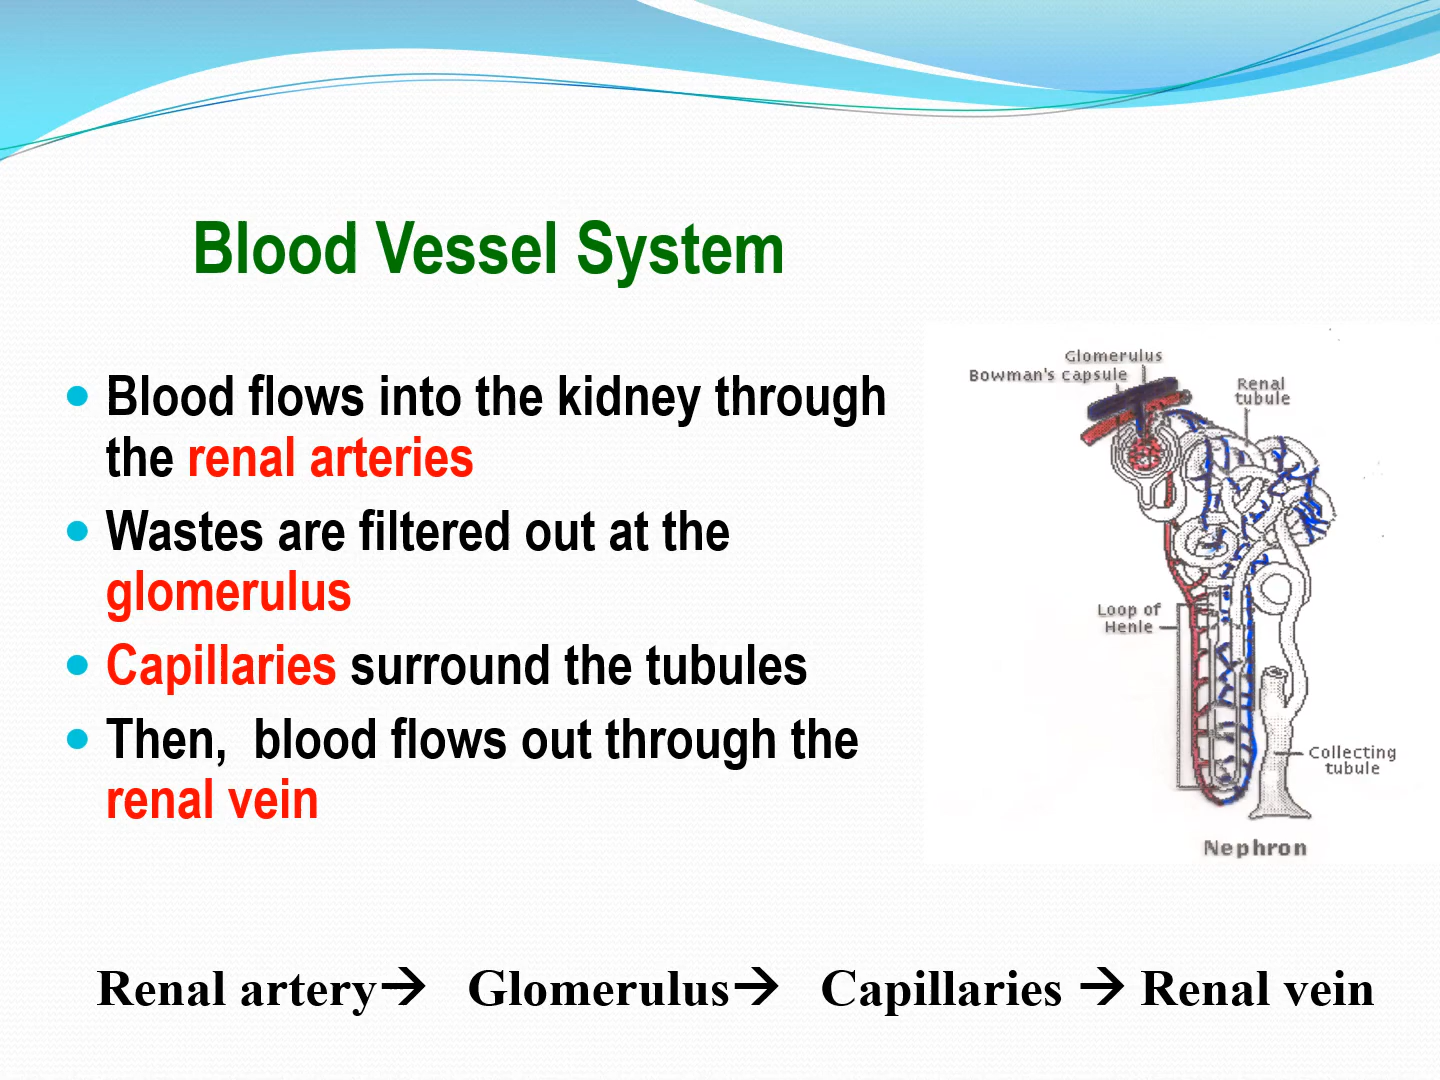 Blood Vessel System
Blood flows into the kidney through
the renal arteries
Wastes are filtered out at the
glomerulus
Capillaries surround the tubules
Then, blood flows out through the
renal vein
Glomerulus
Bowman's capsule
Renal
tubule
Loop of
Henle
Collecting
tubule
Nephron
Renal artery→ Glomerulus→ Capillaries → Renal vein